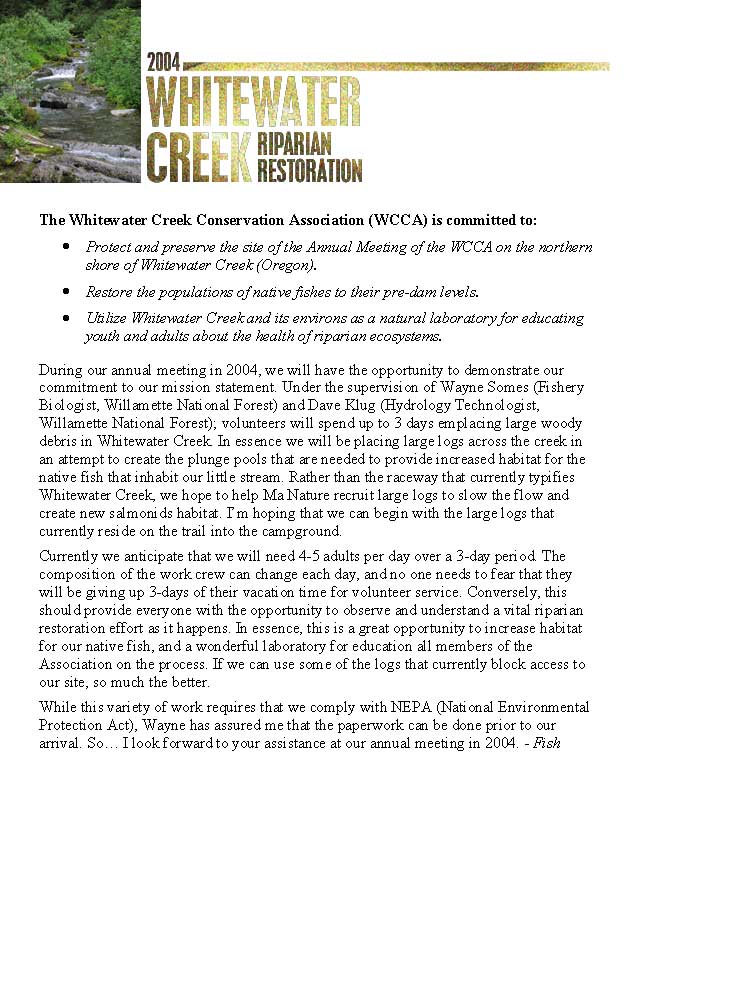 2004
WHITEWATER
CREEK RIPARIAN
RESTORATION
The Whitewater Creek Conservation Association (WCCA) is committed to:
• Protect and preserve the site of the Annual Meeting of the WCCA on the northern
shore of Whitewater Creek (Oregon).
• Restore the populations of native fishes to their pre-dam levels.
• Utilize Whitewater Creek and its environs as a natural laboratory for educating
youth and adults about the health of riparian ecosystems.
During our annual meeting in 2004, we will have the opportunity to demonstrate our
commitment to our mission statement. Under the supervision of Wayne Somes (Fishery
Biologist, Willamette National Forest) and Dave Klug (Hydrology Technologist,
Willamette National Forest); volunteers will spend up to 3 days emplacing large woody
debris in Whitewater Creek. In essence we will be placing large logs across the creek in
an attempt to create the plunge pools that are needed to provide increased habitat for the
native fish that inhabit our little stream. Rather than the raceway that currently typifies
Whitewater Creek, we hope to help Ma Nature recruit large logs to slow the flow and
create new salmonids habitat. I'm hoping that we can begin with the large logs that
currently reside on the trail into the campground.
Currently we anticipate that we will need 4-5 adults per day over a 3-day period. The
composition of the work crew can change each day, and no one needs to fear that they
will be giving up 3-days of their vacation time for volunteer service. Conversely, this
should provide everyone with the opportunity to observe and understand a vital riparian
restoration effort as it happens. In essence, this is a great opportunity to increase habitat
for our native fish, and a wonderful laboratory for education all members of the
Association on the process. If we can use some of the logs that currently block access to
our site, so much the better.
While this variety of work requires that we comply with NEPA (National Environmental
Protection Act), Wayne has assured me that the paperwork can be done prior to our
arrival. So… I look forward to your assistance at our annual meeting in 2004. - Fish